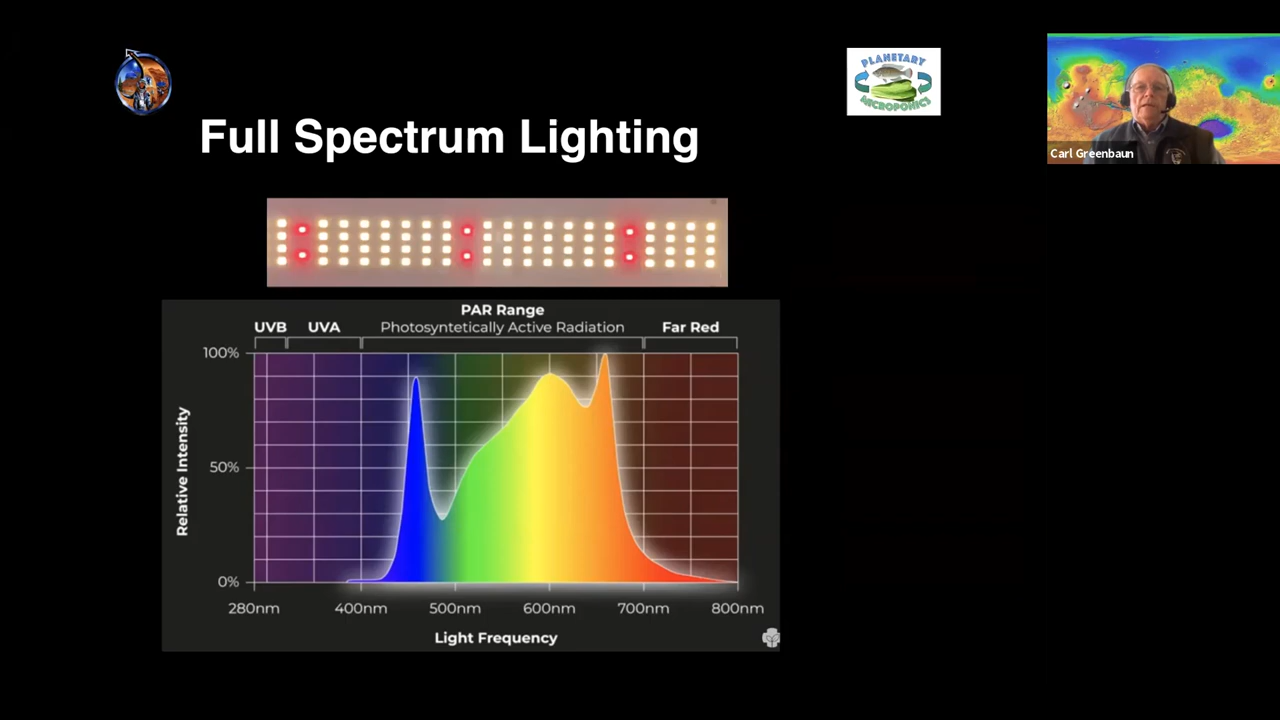 PLANETARY
MICROPONICS
Carl Greenbaun
Full Spectrum Lighting
PAR Range
UVB UVA Photosyntetically Active Radiation Far Red
100%
50%
0%
Relative Intensity
280nm 400nm 500nm 600nm 700nm 800nm
Light Frequency